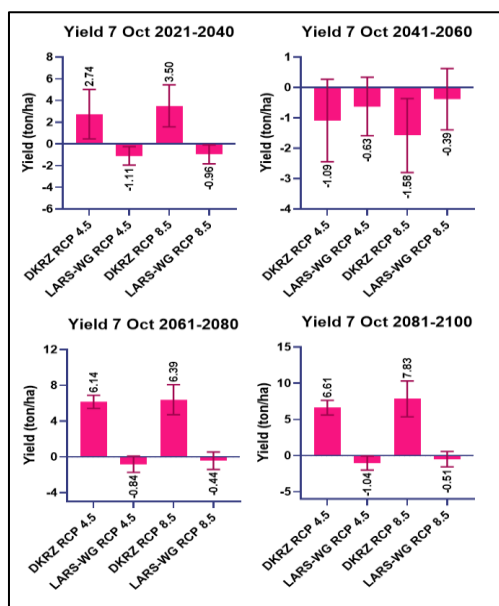 Yield 7 Oct 2021-2040
Yield (ton/ha)
8
6
4
2
0
-2
-4
-6
2.74
-1.11
3.50
-0.96
DKRZ RCP 4.5
LARS-WG RCP 4.5
DKRZ RCP 8.5
LARS-WG RCP 8.5
Yield 7 Oct 2041-2060
Yield (ton/ha)
1
0
-1
-2
-3
-4
-1.09
-0.63
-1.58
-0.39
DKRZ RCP 4.5
LARS-WG RCP 4.5
DKRZ RCP 8.5
LARS-WG RCP 8.5
Yield 7 Oct 2061-2080
Yield (ton/ha)
12
8
4
0
-4
6.14
-0.84
6.39
-0.44
DKRZ RCP 4.5
LARS-WG RCP 4.5
DKRZ RCP 8.5
LARS-WG RCP 8.5
Yield 7 Oct 2081-2100
Yield (ton/ha)
15
10
5
0
-5
6.61
-1.04
7.83
-0.51
DKRZ RCP 4.5
LARS-WG RCP 4.5
DKRZ RCP 8.5
LARS-WG RCP 8.5